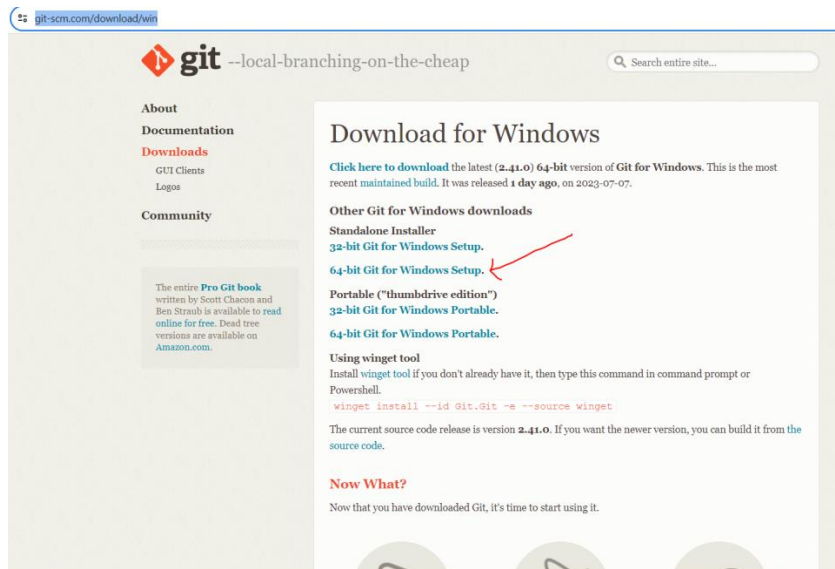 git-scm.com/download/win
git --local-branching-on-the-cheap
Search entire site...
About
Documentation
Downloads
GUI Clients
Logos
Community
The entire Pro Git book
written by Scott Chacon and
Ben Straub is available to read
online for free. Dead tree
versions are available on
Amazon.com.
Download for Windows
Click here to download the latest (2.41.0) 64-bit version of Git for Windows. This is the most
recent maintained build. It was released 1 day ago, on 2023-07-07.
Other Git for Windows downloads
Standalone Installer
32-bit Git for Windows Setup.
64-bit Git for Windows Setup.
Portable ("thumbdrive edition")
32-bit Git for Windows Portable.
64-bit Git for Windows Portable.
Using winget tool
Install winget tool if you don't already have it, then type this command in command prompt or
Powershell.
winget install --id Git.Git -e --source winget
The current source code release is version 2.41.0. If you want the newer version, you can build it from the
source code.
Now What?
Now that you have downloaded Git, it's time to start using it.